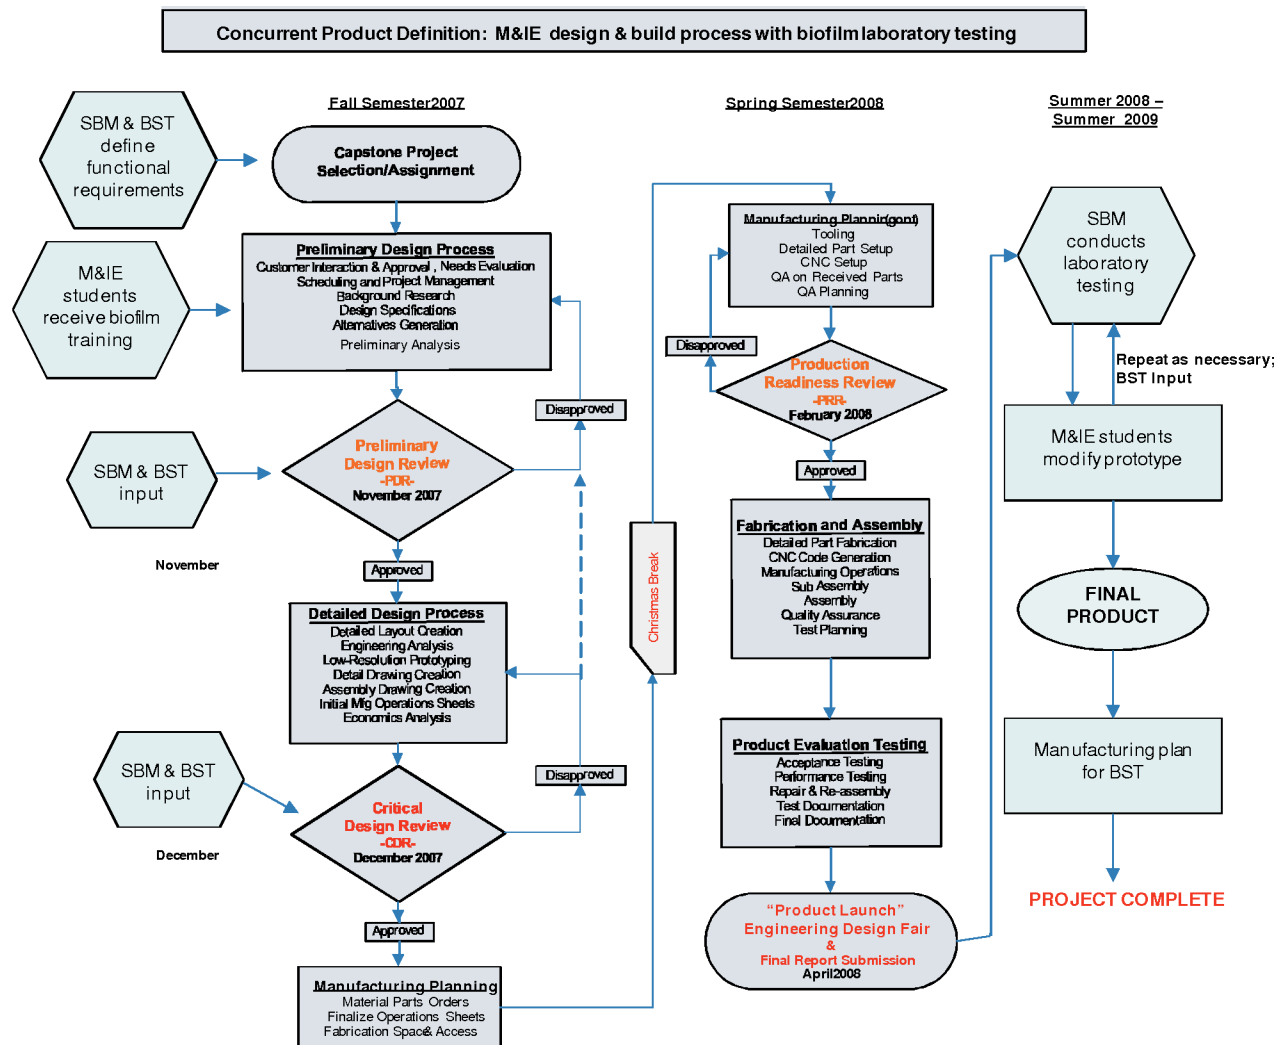 Concurrent Product Definition: M&IE design & build process with biofilm laboratory testing
Fall Semester2007
SBM & BST
define
functional
requirements
Capstone Project
Selection/Assignment
M&IE
students
receive biofilm
training
Preliminary Design Process
Customer Interaction & Approval , Needs Evaluation
Scheduling and Project Management
Background Research
Design Specifications
Alternatives Generation
Preliminary Analysis
Disapproved
SBM & BST
input
November
Preliminary
Design Review
-PDR-
November 2007
Approved
Detailed Design Process
Detailed Layout Creation
Engineering Analysis
Low-Resolution Prototyping
Detail Drawing Creation
Assembly Drawing Creation
Initial Mfg Operations Sheets
Economics Analysis
Disapproved
SBM & BST
input
December
Critical
Design Review
-CDR-
December 2007
Approved
Manufacturing Planning
Material Parts Orders
Finalize Operations Sheets
Fabrication Space& Access
Christmas Break
Spring Semester2008
Manufacturing Plannin(gont)
Tooling
Detailed Part Setup
CNC Setup
QA on Received Parts
QA Planning
Disapproved
Production
Readiness Review
-PRR-
February 2008
Approved
Fabrication and Assembly
Detailed Part Fabrication
CNC Code Generation
Manufacturing Operations
Sub Assembly
Assembly
Quality Assurance
Test Planning
Product Evaluation Testing
Acceptance Testing
Performance Testing
Repair & Re-assembly
Test Documentation
Final Documentation
“Product Launch”
Engineering Design Fair
&
Final Report Submission
April2008
Summer 2008 –
Summer 2009
SBM
conducts
laboratory
testing
Repeat as necessary;
BST Input
M&IE students
modify prototype
FINAL
PRODUCT
Manufacturing plan
for BST
PROJECT COMPLETE